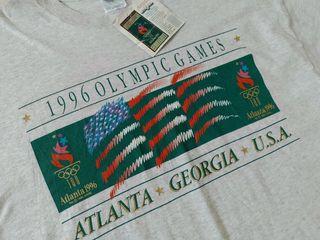 1996 OLYMPIC GAMES
Atlanta 1996
Atlanta 1996
ATLANTA ★ GEORGIA ★ U.S.A.